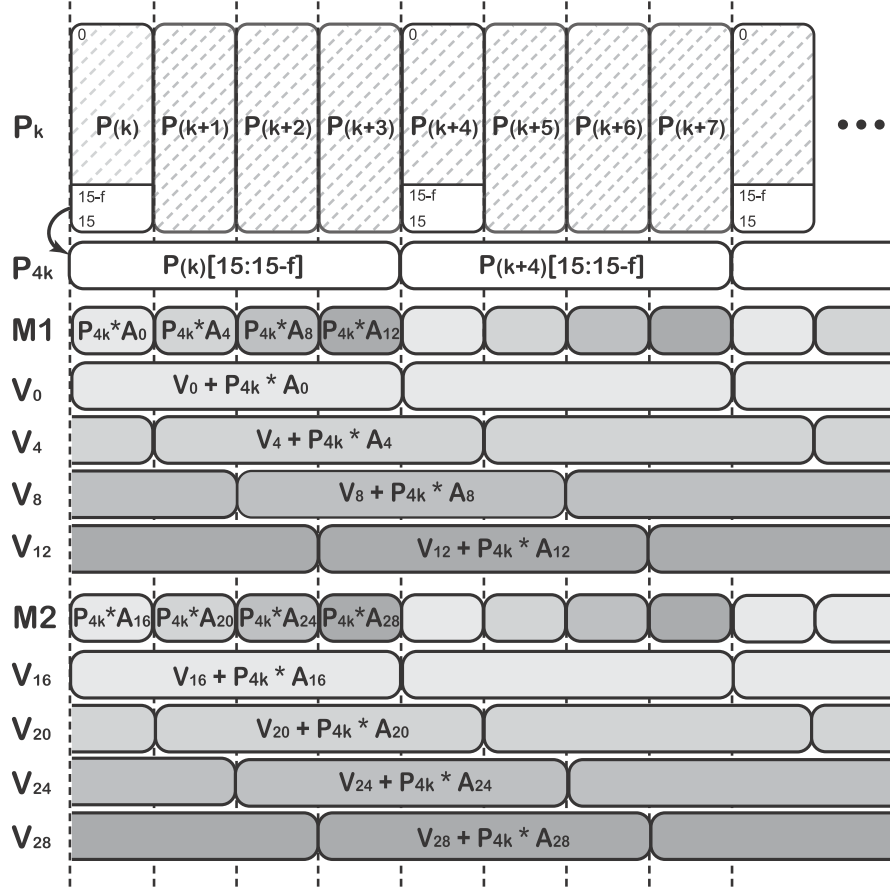 0 0 0
Pk P(k) P(k+1) P(k+2) P(k+3) P(k+4) P(k+5) P(k+6) P(k+7) •••
15-f 15-f 15-f
15 15 15
P4k P(k)[15:15-f] P(k+4)[15:15-f]
M1 P4k*A0 P4k*A4 P4k*A8 P4k*A12
V0 V0 + P4k * A0
V4 V4 + P4k * A4
V8 V8 + P4k * A8
V12 V12 + P4k * A12
M2 P4k*A16 P4k*A20 P4k*A24 P4k*A28
V16 V16 + P4k * A16
V20 V20 + P4k * A20
V24 V24 + P4k * A24
V28 V28 + P4k * A28